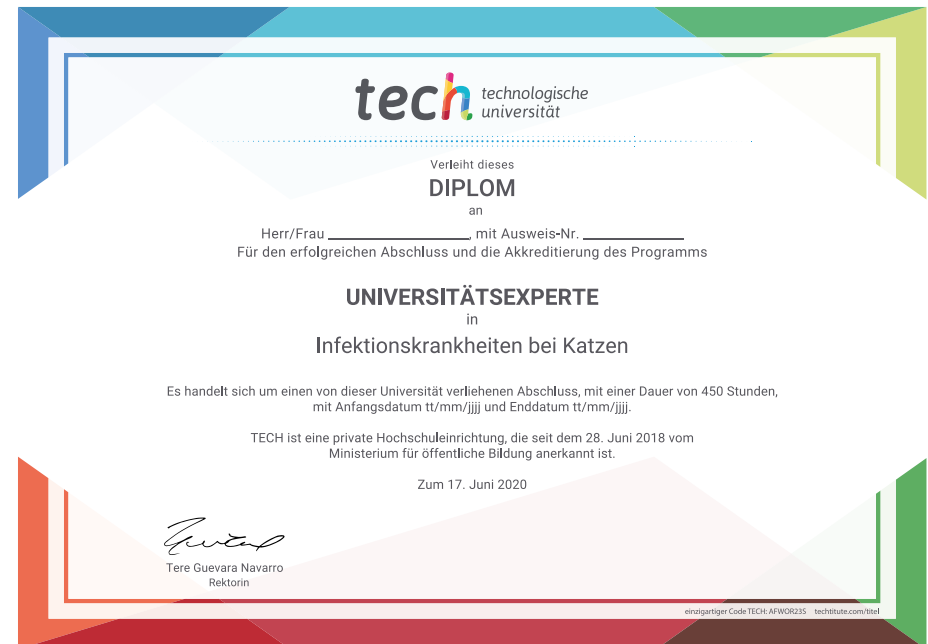 tech technologische
universität
Verleiht dieses
DIPLOM
an
Herr/Frau ____________________, mit Ausweis-Nr. ______________
Für den erfolgreichen Abschluss und die Akkreditierung des Programms
UNIVERSITÄTSEXPERTE
in
Infektionskrankheiten bei Katzen
Es handelt sich um einen von dieser Universität verliehenen Abschluss, mit einer Dauer von 450 Stunden,
mit Anfangsdatum tt/mm/jjjj und Enddatum tt/mm/jjjj.
TECH ist eine private Hochschuleinrichtung, die seit dem 28. Juni 2018 vom
Ministerium für öffentliche Bildung anerkannt ist.
Zum 17. Juni 2020
Tere Guevara Navarro
Rektorin
einzigartiger Code TECH: AFWOR23S techtitute.com/titel